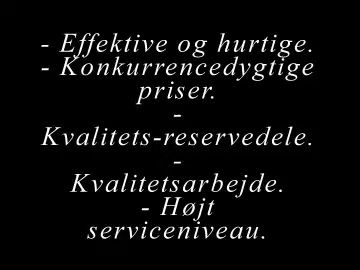 - Effektive og hurtige.
- Konkurrencedygtige
priser.
-
Kvalitets-reservedele.
-
Kvalitetsarbejde.
- Højt
serviceniveau.